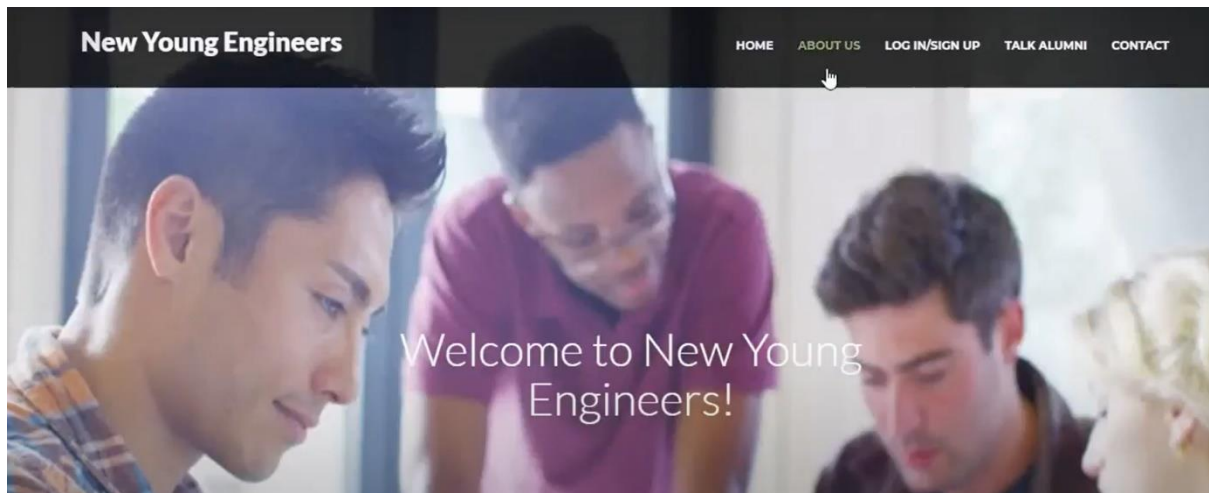 New Young Engineers
HOME ABOUT US LOG IN/SIGN UP TALK ALUMNI CONTACT
Welcome to New Young
Engineers!